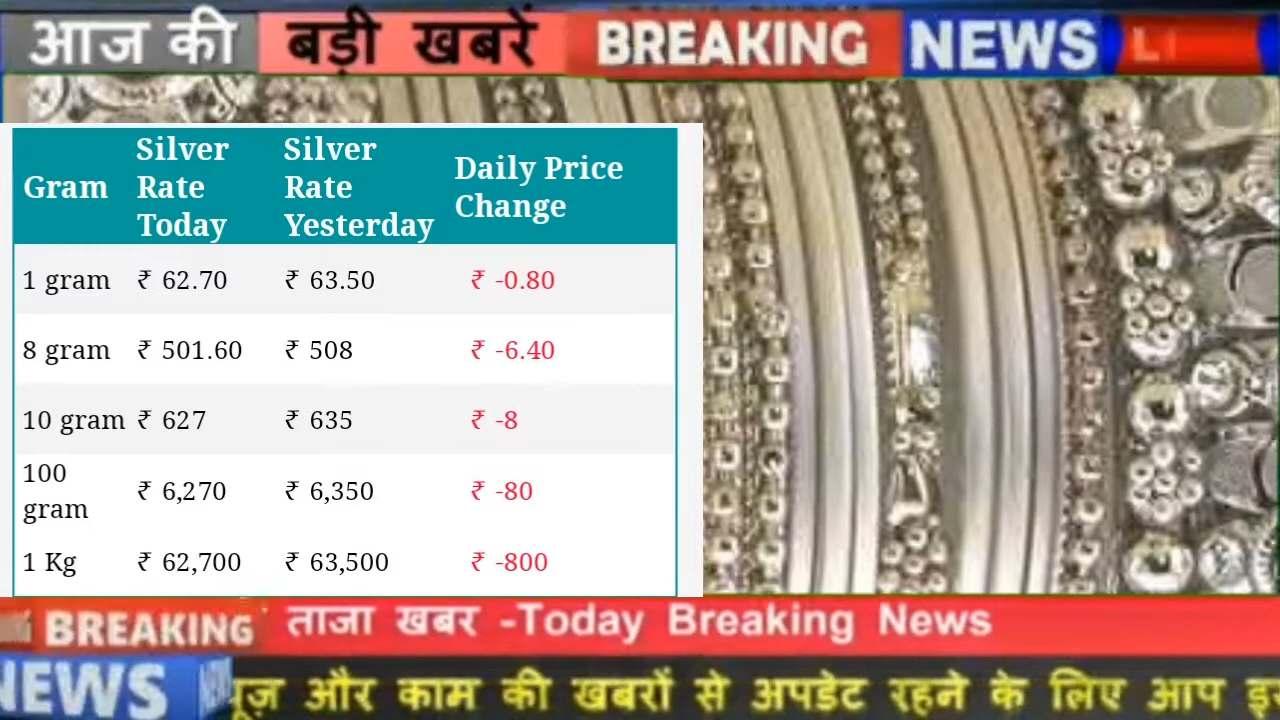 आज की बड़ी खबरें BREAKING NEWS
Gram Silver Rate Today Silver Rate Yesterday Daily Price Change
1 gram ₹ 62.70 ₹ 63.50 ₹ -0.80
8 gram ₹ 501.60 ₹ 508 ₹ -6.40
10 gram ₹ 627 ₹ 635 ₹ -8
100 gram ₹ 6,270 ₹ 6,350 ₹ -80
1 Kg ₹ 62,700 ₹ 63,500 ₹ -800
BREAKING ताजा खबर -Today Breaking News
NEWS और काम की खबरों से अपडेट रहने के लिए आप